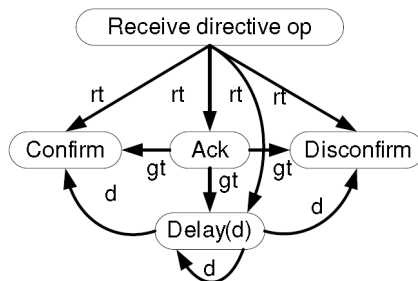 Receive directive op
rt rt rt rt
Confirm Ack Disconfirm
gt gt gt
d d
Delay(d)
d